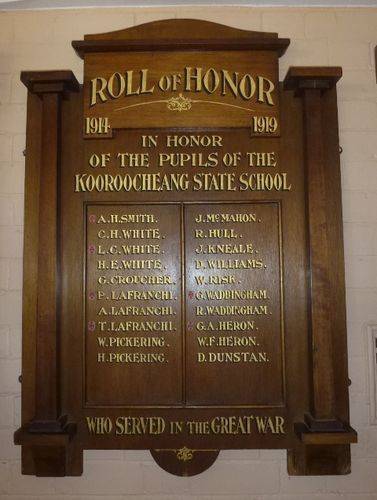 ROLL OF HONOR
1914 1919
IN HONOR
OF THE PUPILS OF THE
KOOROOCHEANG STATE SCHOOL
A.H.SMITH.
C.H.WHITE.
L.C.WHITE.
H.E.WHITE.
G.CROUCHER.
P.LAFRANCHI.
A.LAFRANCHI.
T.LAFRANCHI.
W.PICKERING.
H.PICKERING.
J.McMAHON.
R.HULL.
J.KNEALE.
D.WILLIAMS.
W.RISK.
G.WADDINGHAM.
R.WADDINGHAM.
G.A.HERON.
W.F.HERON.
D.DUNSTAN.
WHO SERVED IN THE GREAT WAR